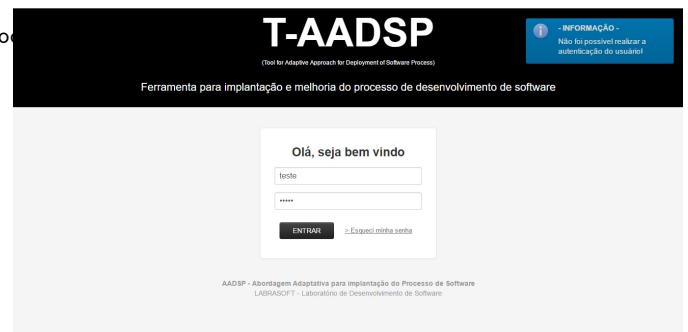 T-AADSP
(Tool for Adaptive Approach for Deployment of Software Process)
- INFORMAÇÃO -
Não foi possível realizar a
autenticação do usuário!
Ferramenta para implantação e melhoria do processo de desenvolvimento de software
Olá, seja bem vindo
teste
•••••
ENTRAR
> Esqueci minha senha
AADSP - Abordagem Adaptativa para implantação do Processo de Software
LABRASOFT - Laboratório de Desenvolvimento de Software